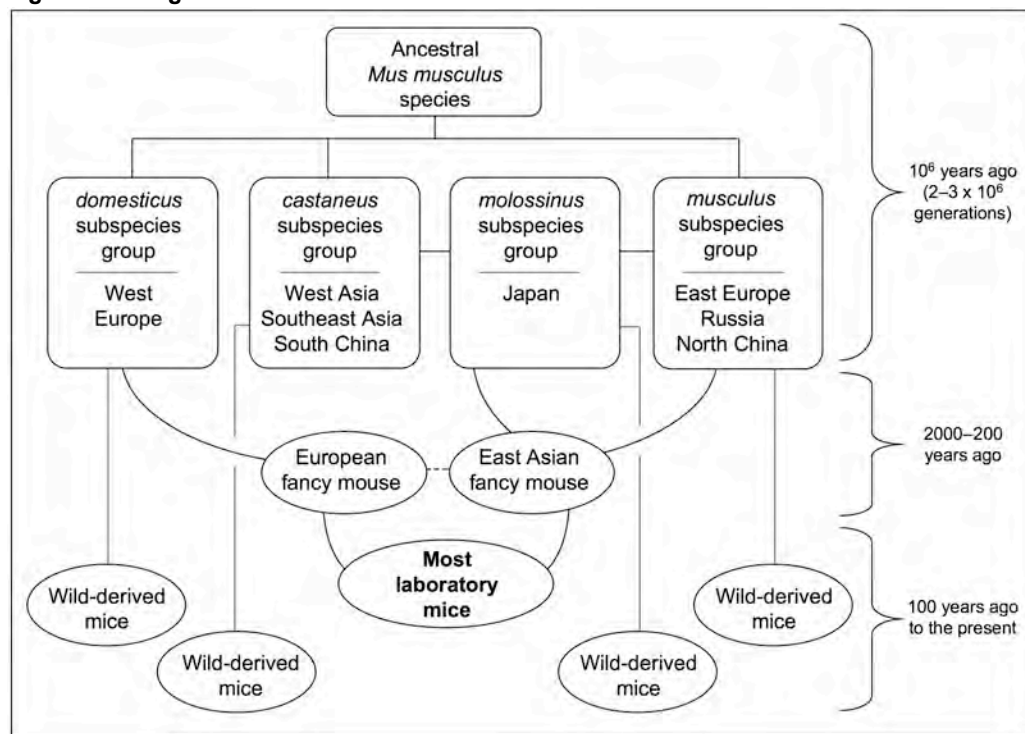 Ancestral
Mus musculus
species
10⁶ years ago
(2–3 x 10⁶
generations)
domesticus
subspecies
group
West
Europe
castaneus
subspecies
group
West Asia
Southeast Asia
South China
molossinus
subspecies
group
Japan
musculus
subspecies
group
East Europe
Russia
North China
2000–200
years ago
European
fancy mouse
East Asian
fancy mouse
Most
laboratory
mice
100 years ago
to the present
Wild-derived
mice
Wild-derived
mice
Wild-derived
mice
Wild-derived
mice